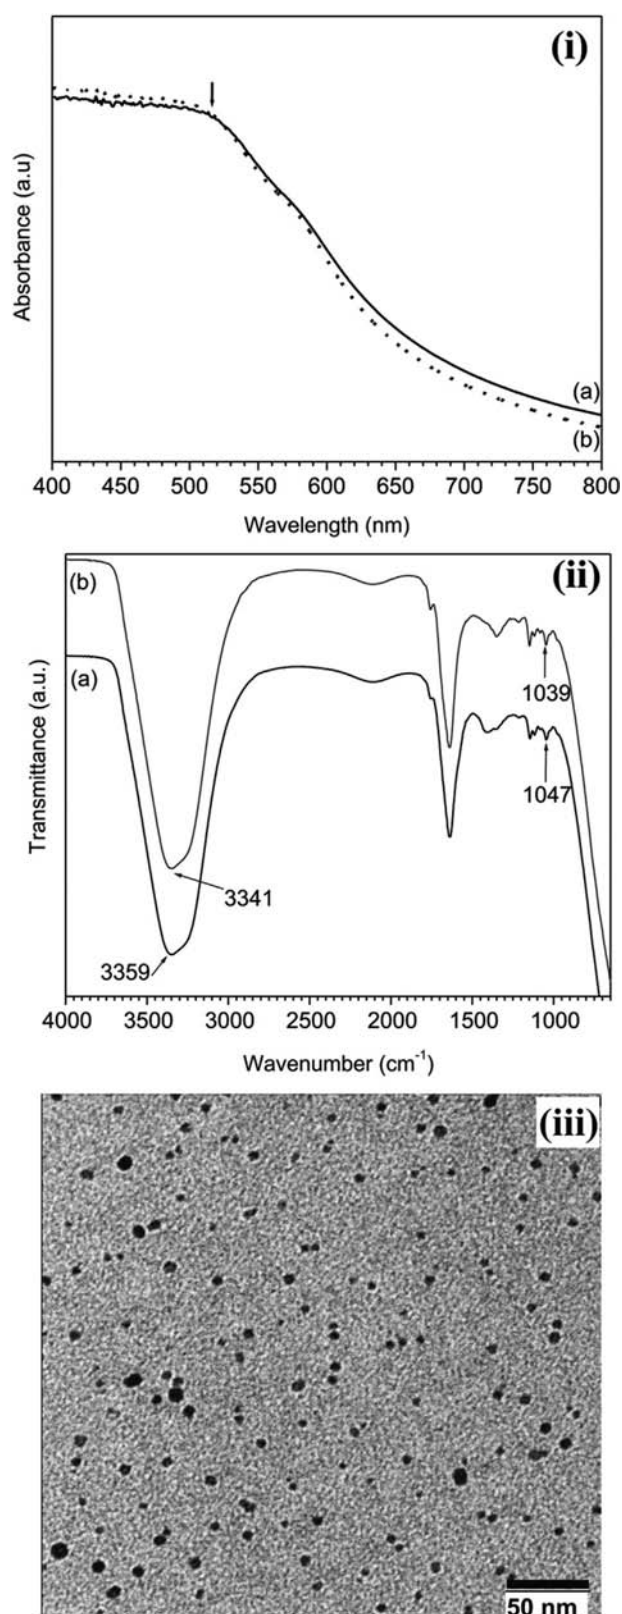 (i)
Absorbance (a.u)
(a)
(b)
400 450 500 550 600 650 700 750 800
Wavelength (nm)
(ii)
(b)
(a)
Transmittance (a.u.)
1039
1047
3341
3359
4000 3500 3000 2500 2000 1500 1000
Wavenumber (cm⁻¹)
(iii)
50 nm